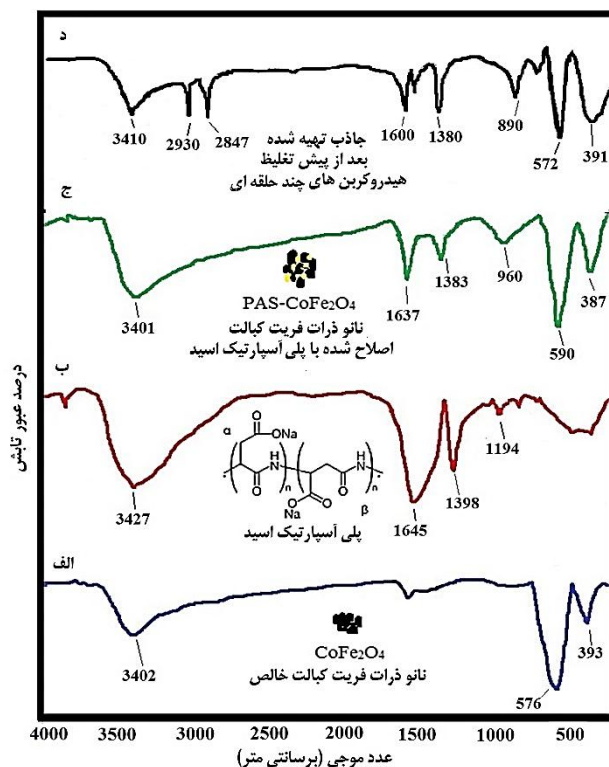 د
3410
2930
2847
1600
1380
890
572
391
جاذب تهیه شده
بعد از پیش تغلیظ
هیدروکربن های چند حلقه ای
ج
3401
PAS-CoFe₂O₄
نانو ذرات فریت کبالت
اصلاح شده با پلی آسپارتیک اسید
1637
1383
960
590
387
ب
3427
α
O
ONa
O
N
H
n
O
N
H
n
Na
O
O
β
پلی آسپارتیک اسید
1645
1398
1194
الف
3402
CoFe₂O₄
نانو ذرات فریت کبالت خالص
576
393
درصد عبور تابش
4000 3500 3000 2500 2000 1500 1000 500
عدد موجی (برسانتی متر)